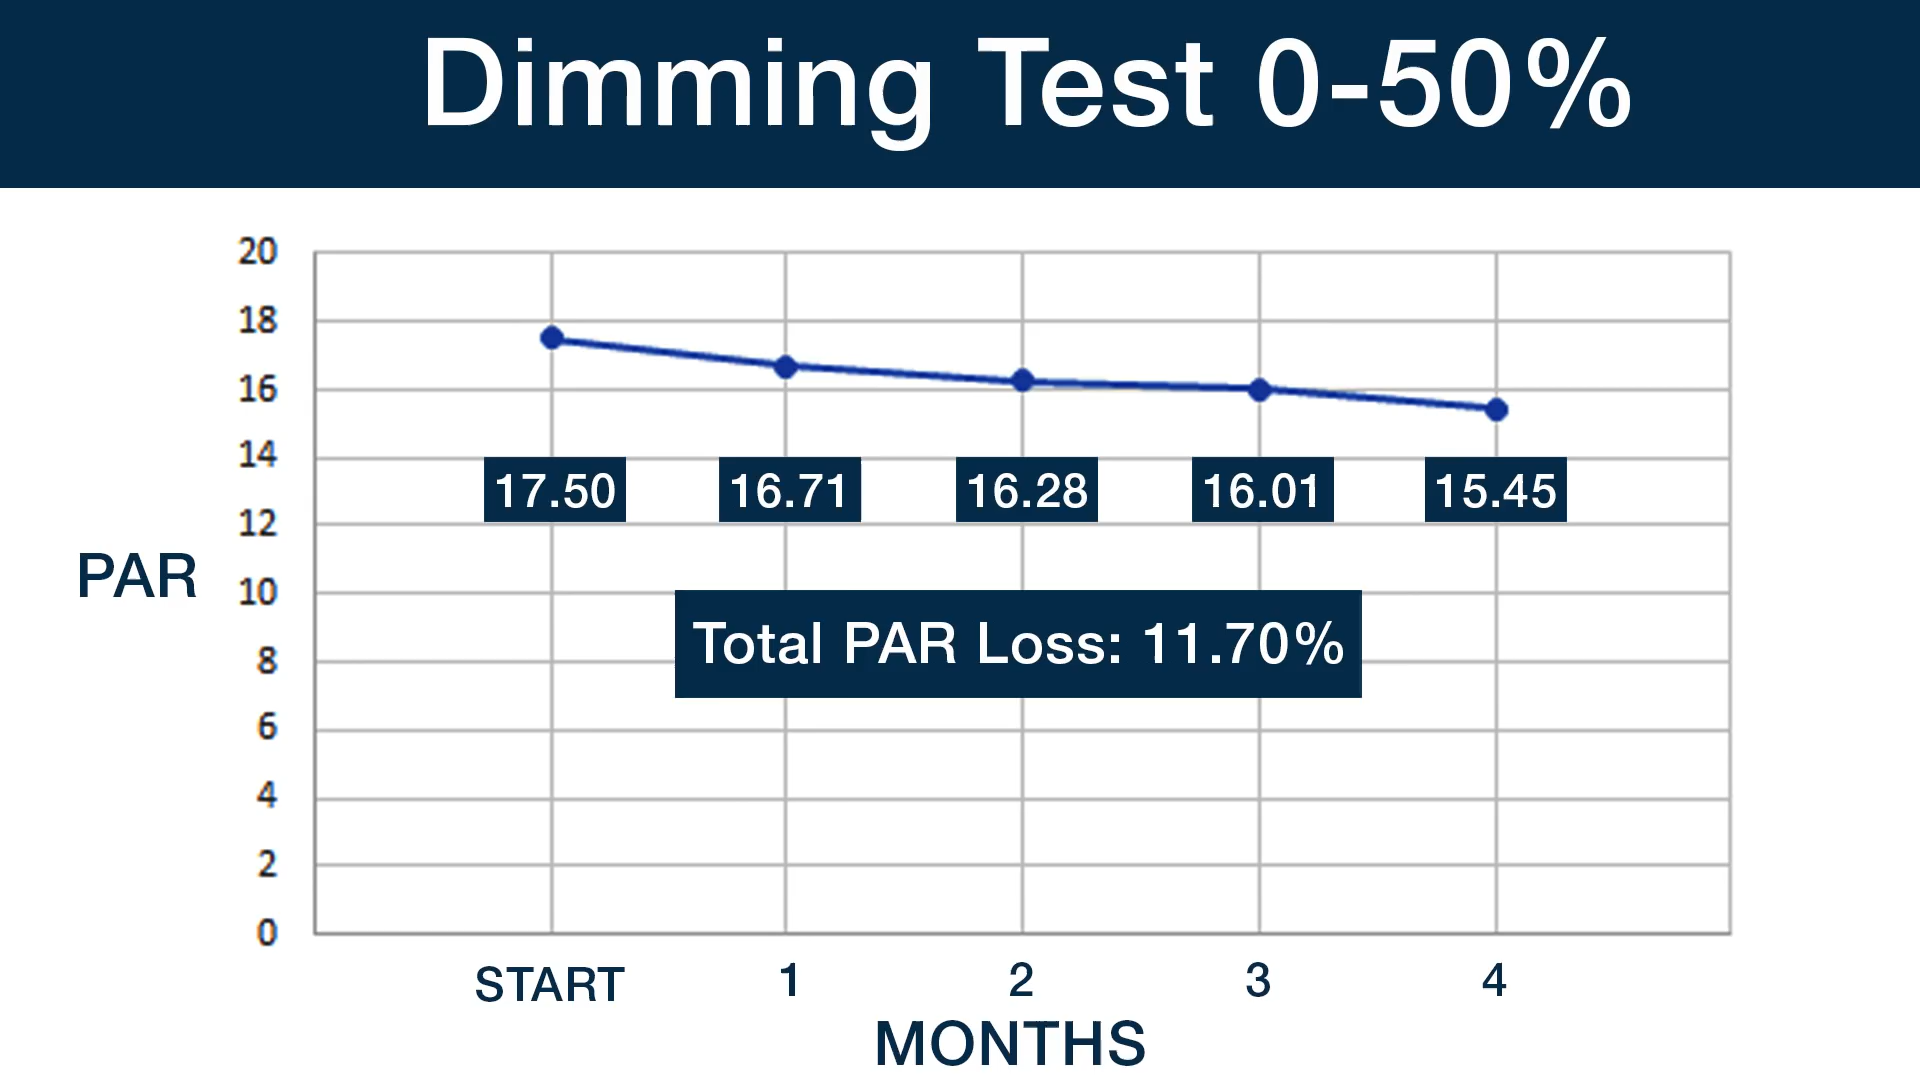 Dimming Test 0-50%
20
18
16
14
17.50 16.71 16.28 16.01 15.45
12
PAR
10
Total PAR Loss: 11.70%
8
6
4
2
0
START 1 2 3 4
MONTHS